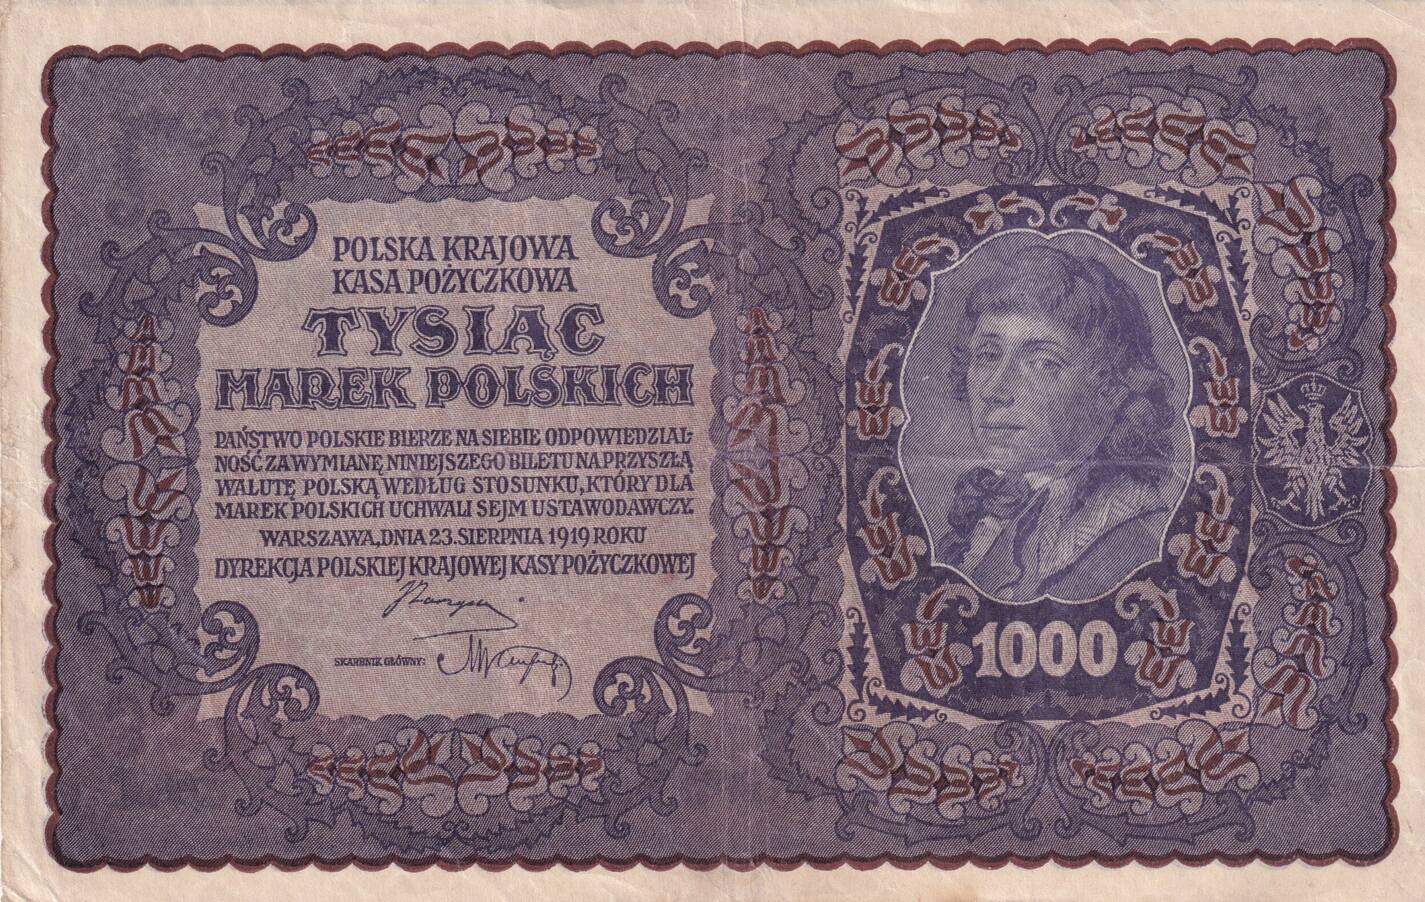 POLSKA KRAJOWA
KASA POŻYCZKOWA
TYSIĄC
MAREK POLSKICH
PAŃSTWO POLSKIE BIERZE NA SIEBIE ODPOWIEDZIAL-
NOŚĆ ZA WYMIANĘ NINIEJSZEGO BILETU NA PRZYSZŁĄ
WALUTĘ POLSKĄ WEDŁUG STOSUNKU, KTÓRY DLA
MAREK POLSKICH UCHWALI SEJM USTAWODAWCZY.
WARSZAWA, DNIA 23. SIERPNIA 1919 ROKU
DYREKCJA POLSKIEJ KRAJOWEJ KASY POŻYCZKOWEJ
SKARBNIK GŁÓWNY:
1000